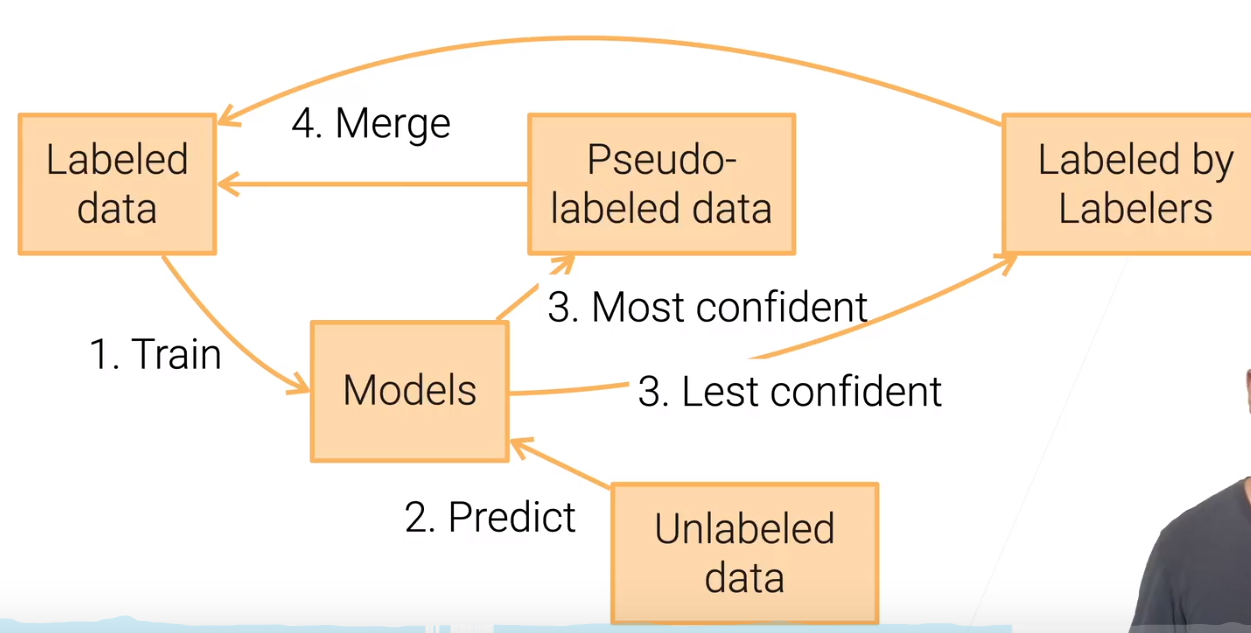 4. Merge
Labeled
data
Pseudo-
labeled data
Labeled by
Labelers
3. Most confident
1. Train
Models
3. Lest confident
2. Predict
Unlabeled
data